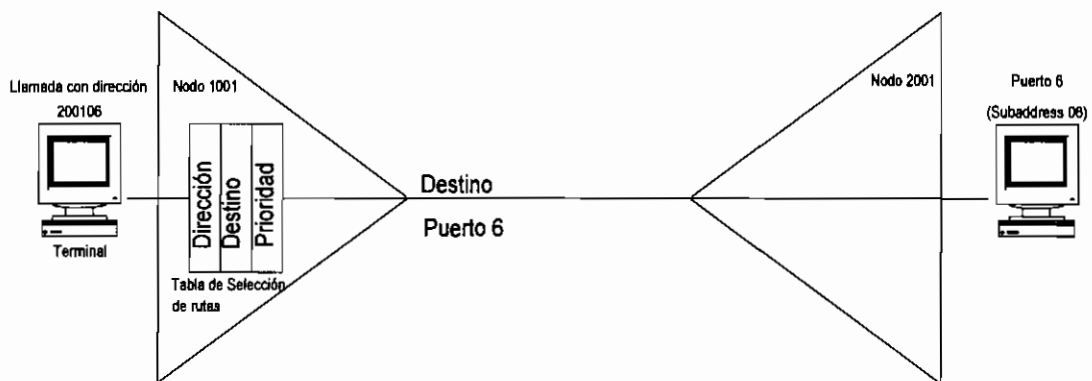 Llamada con dirección
200106
Terminal
Nodo 1001
Dirección
Destino
Prioridad
Tabla de Selección
de rutas
Destino
Puerto 6
Nodo 2001
Puerto 6
(Subaddress 06)